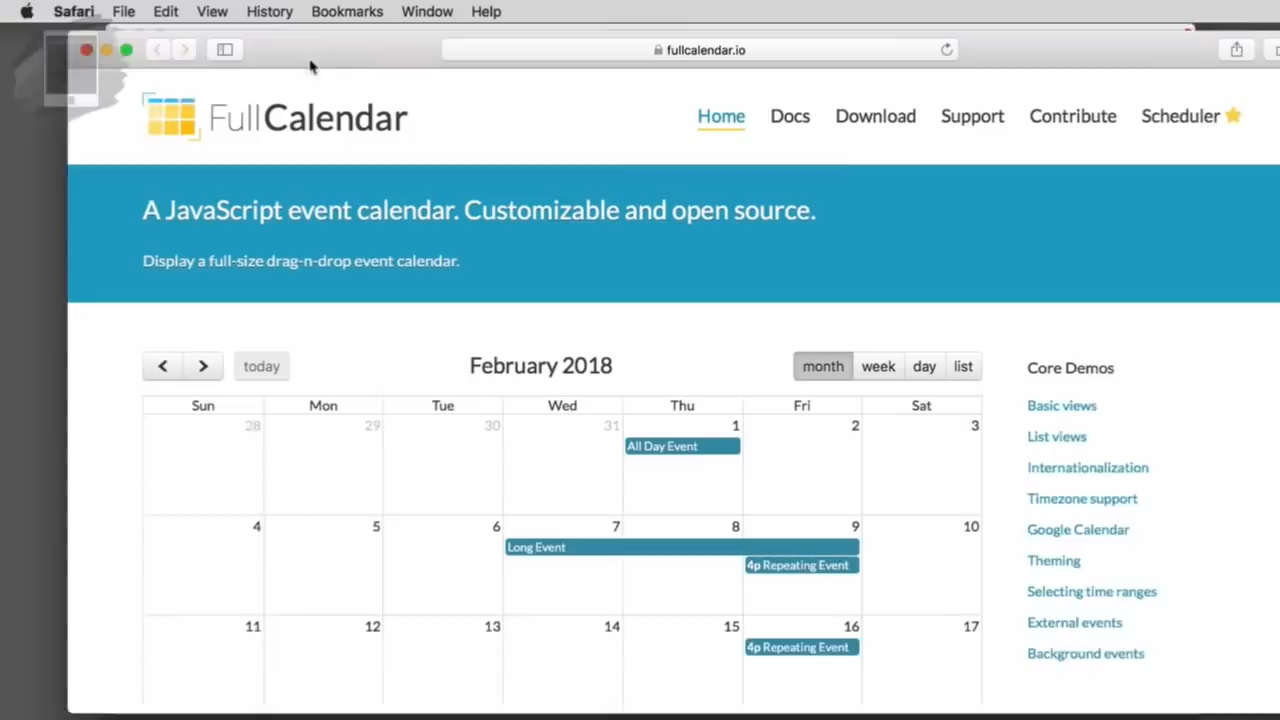 Safari File Edit View History Bookmarks Window Help
fullcalendar.io
FullCalendar
Home Docs Download Support Contribute Scheduler
A JavaScript event calendar. Customizable and open source.
Display a full-size drag-n-drop event calendar.
today
February 2018
month week day list
Sun Mon Tue Wed Thu Fri Sat
28 29 30 31 1 2 3
All Day Event
4 5 6 7 8 9 10
Long Event
4p Repeating Event
11 12 13 14 15 16 17
4p Repeating Event
Core Demos
Basic views
List views
Internationalization
Timezone support
Google Calendar
Theming
Selecting time ranges
External events
Background events